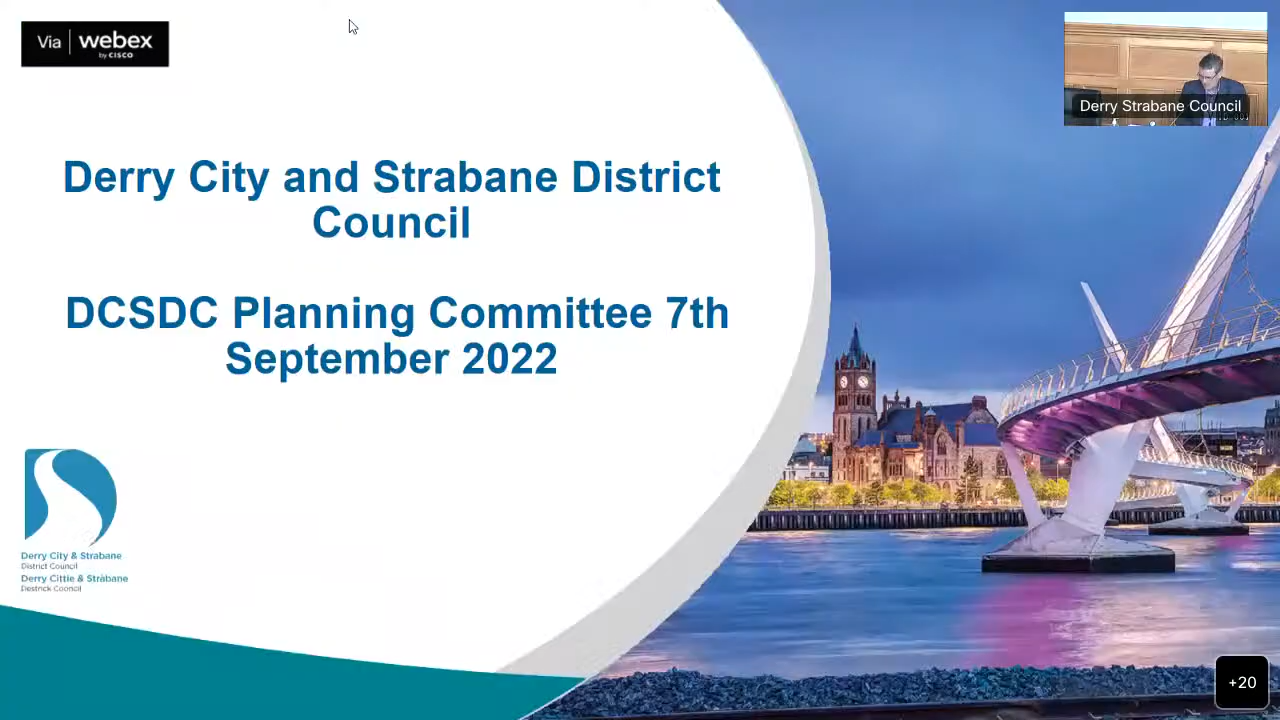 Via webex
by CISCO
Derry Strabane Council
Derry City and Strabane District
Council
DCSDC Planning Committee 7th
September 2022
Derry City & Strabane
District Council
Derry Cittie & Stràbane
Destrick Cooncil
+20